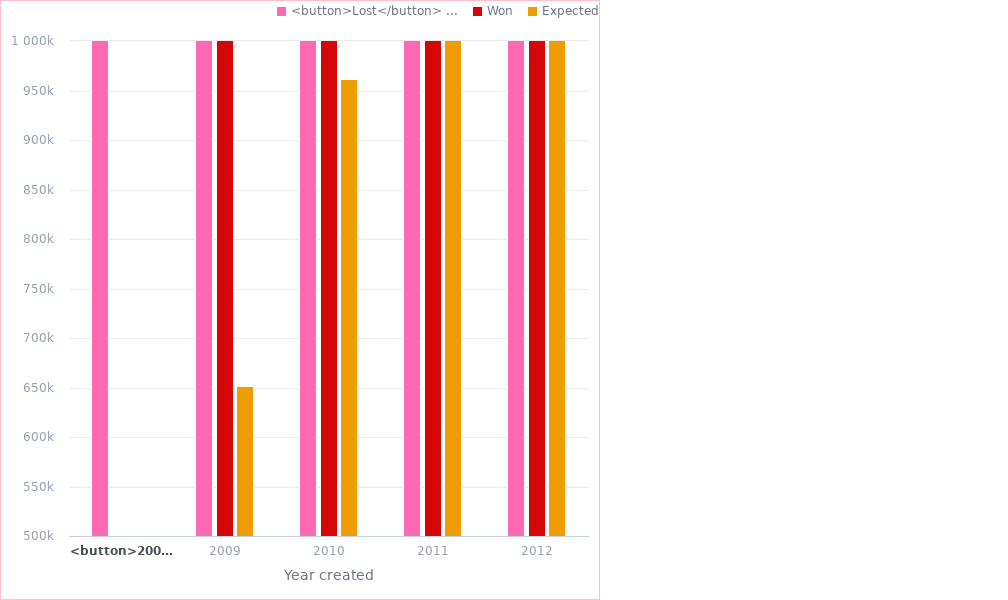 <button>Lost</button> ... Won Expected
1 000k
950k
900k
850k
800k
750k
700k
650k
600k
550k
500k
<button>200... 2009 2010 2011 2012
Year created